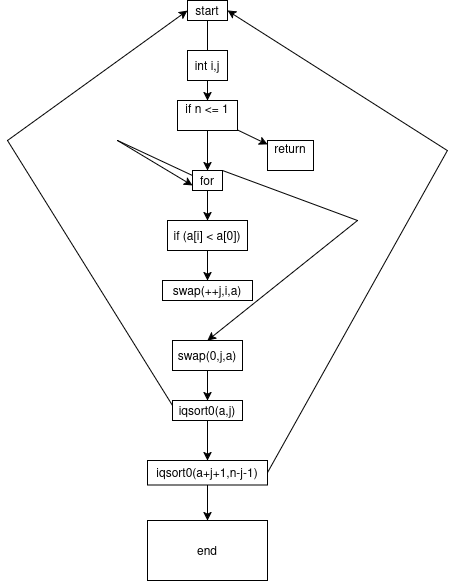 start
int i,j
if n <= 1
return
for
if (a[i] < a[0])
swap(++j,i,a)
swap(0,j,a)
iqsort0(a,j)
iqsort0(a+j+1,n-j-1)
end